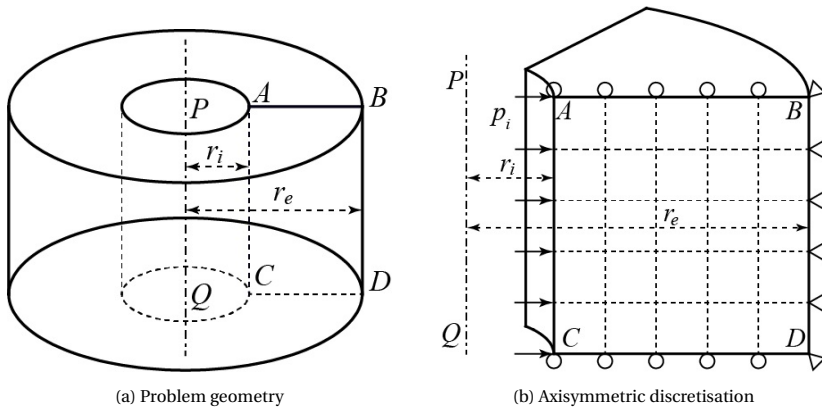 P
A
B
r_i
r_e
C
D
Q
(a) Problem geometry
P
A
B
p_i
r_i
r_e
Q
C
D
(b) Axisymmetric discretisation